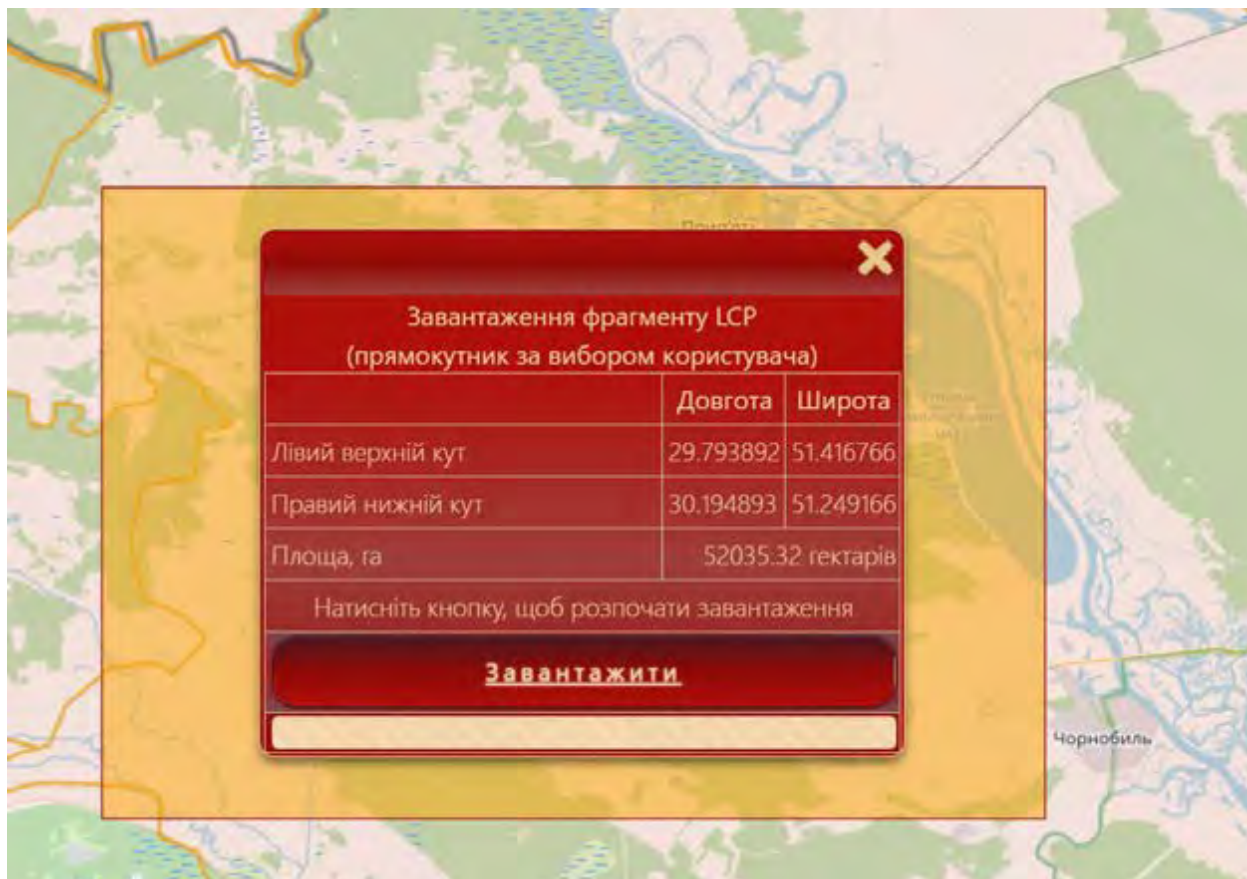 Завантаження фрагменту LCP
(прямокутник за вибором користувача)
Довгота Широта
Лівий верхній кут 29.793892 51.416766
Правий нижній кут 30.194893 51.249166
Площа, га 52035.32 гектарів
Натисніть кнопку, щоб розпочати завантаження
Завантажити
Чорнобиль